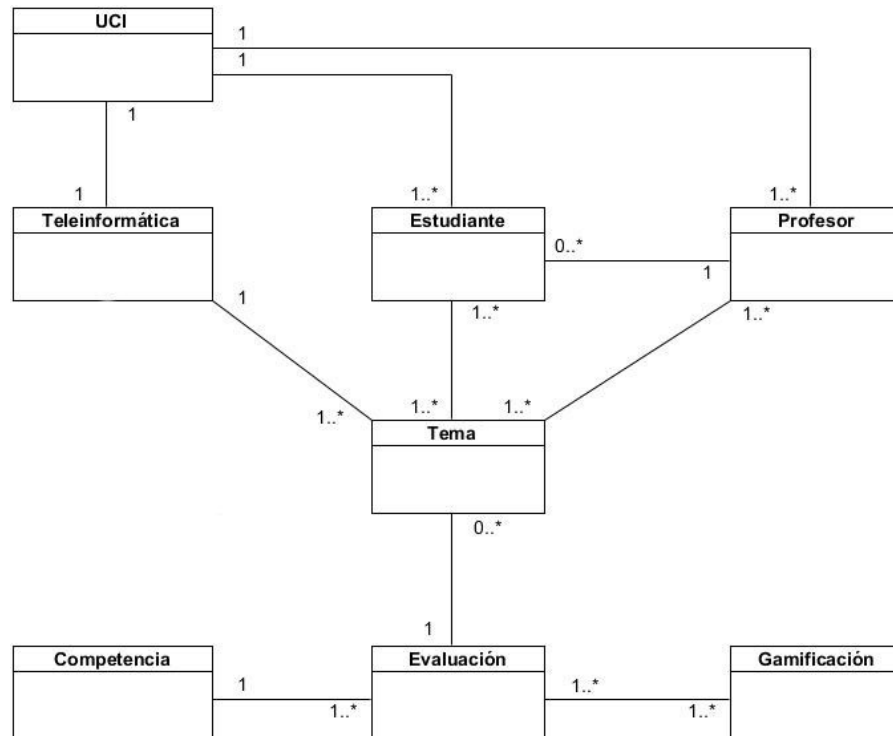 UCI
1
1
1
1
1..*
1..*
Teleinformática
Estudiante
Profesor
0..*
1
1
1..*
1..*
1..*
1..*
1..*
Tema
0..*
1
Competencia
Evaluación
Gamificación
1
1..*
1..*
1..*